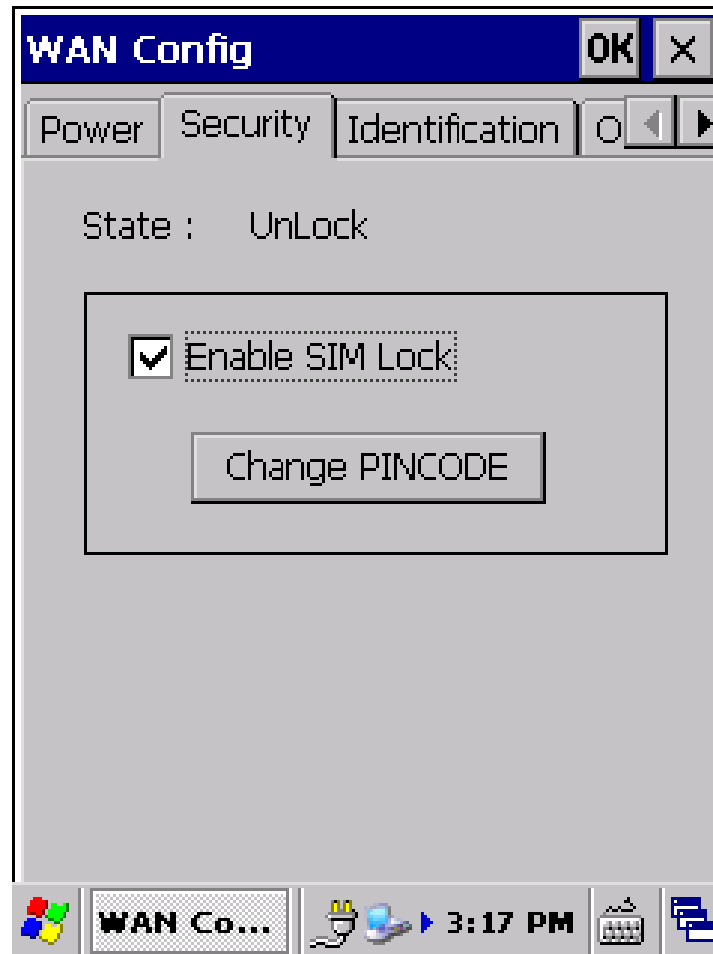 WAN Config OK
Power Security Identification O
State : UnLock
Enable SIM Lock
Change PINCODE
WAN Co... 3:17 PM